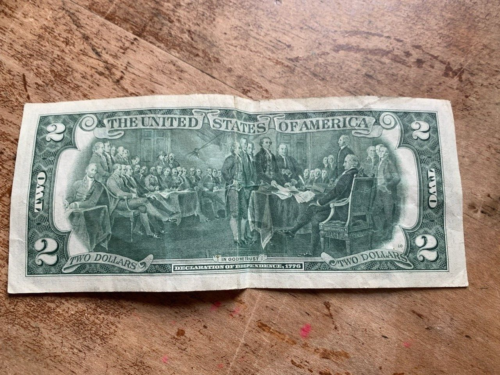 2 THE UNITED STATES OF AMERICA 2
TWO TWO
2 TWO DOLLARS IN GOD WE TRUST TWO DOLLARS 2
DECLARATION OF INDEPENDENCE, 1776